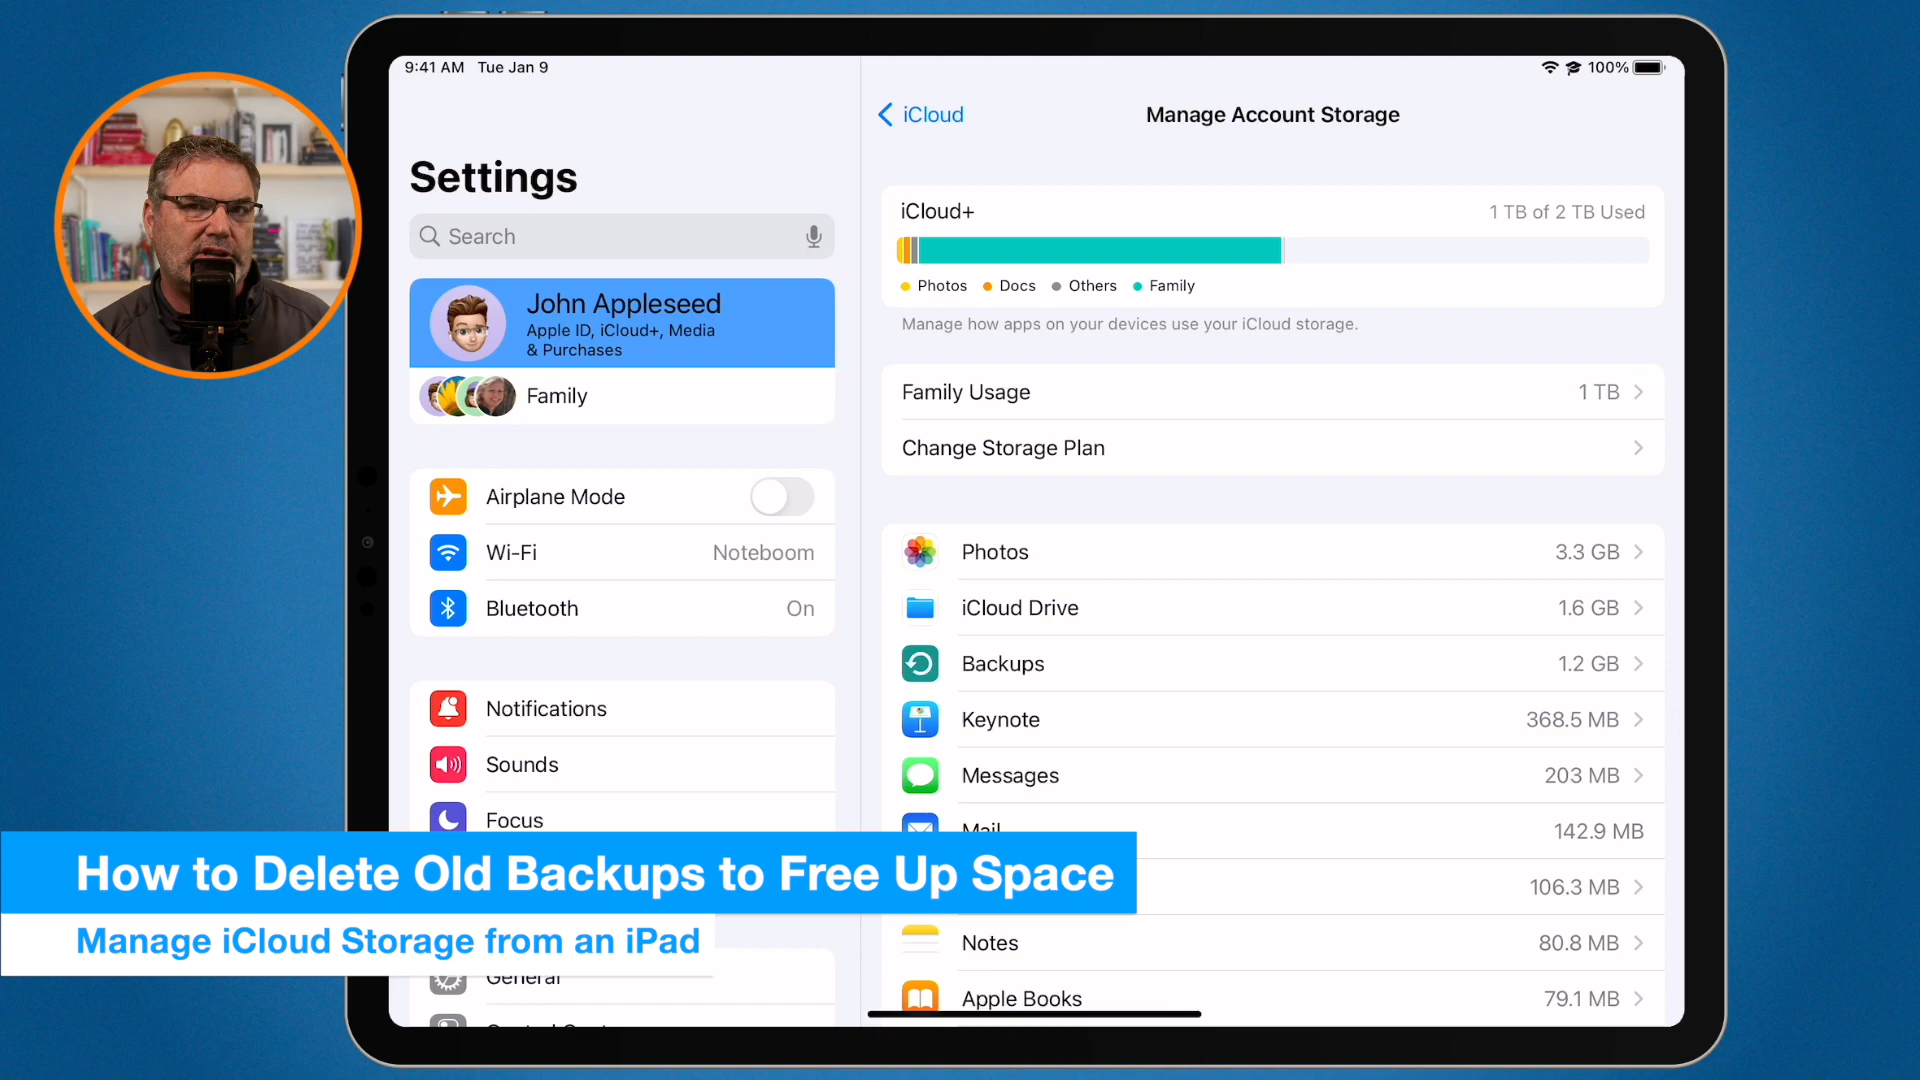 9:41 AM Tue Jan 9
100%
Settings
Search
John Appleseed
Apple ID, iCloud+, Media
& Purchases
Family
Airplane Mode
Wi-Fi Noteboom
Bluetooth On
Notifications
Sounds
Focus
General
iCloud
Manage Account Storage
iCloud+ 1 TB of 2 TB Used
Photos Docs Others Family
Manage how apps on your devices use your iCloud storage.
Family Usage 1 TB
Change Storage Plan
Photos 3.3 GB
iCloud Drive 1.6 GB
Backups 1.2 GB
Keynote 368.5 MB
Messages 203 MB
Mail 142.9 MB
106.3 MB
Notes 80.8 MB
Apple Books 79.1 MB
How to Delete Old Backups to Free Up Space
Manage iCloud Storage from an iPad